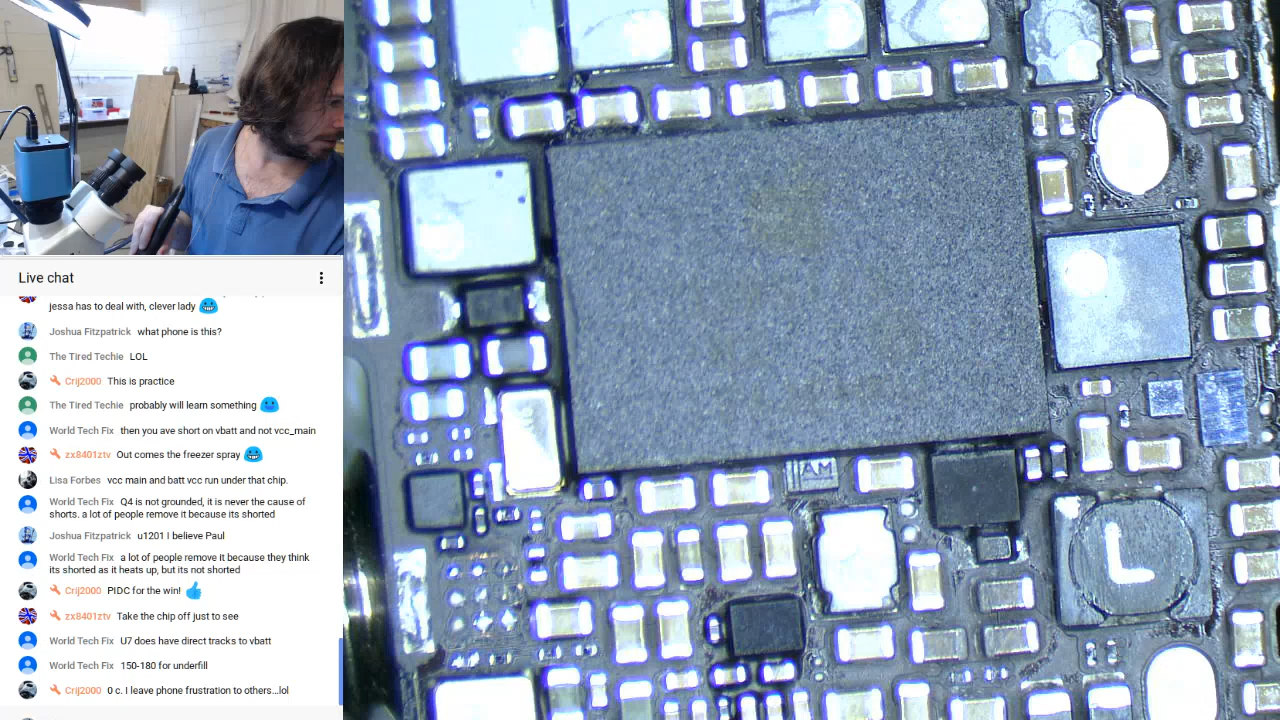 Live chat
jessa has to deal with, clever lady
Joshua Fitzpatrick what phone is this?
The Tired Techie LOL
Crij2000 This is practice
The Tired Techie probably will learn something
World Tech Fix then you ave short on vbatt and not vcc_main
zx8401ztv Out comes the freezer spray
Lisa Forbes vcc main and batt vcc run under that chip.
World Tech Fix Q4 is not grounded, it is never the cause of
shorts. a lot of people remove it because its shorted
Joshua Fitzpatrick u1201 I believe Paul
World Tech Fix a lot of people remove it because they think
its shorted as it heats up, but its not shorted
Crij2000 PIDC for the win!
zx8401ztv Take the chip off just to see
World Tech Fix U7 does have direct tracks to vbatt
World Tech Fix 150-180 for underfill
Crij2000 0 c. I leave phone frustration to others...lol
AM
L